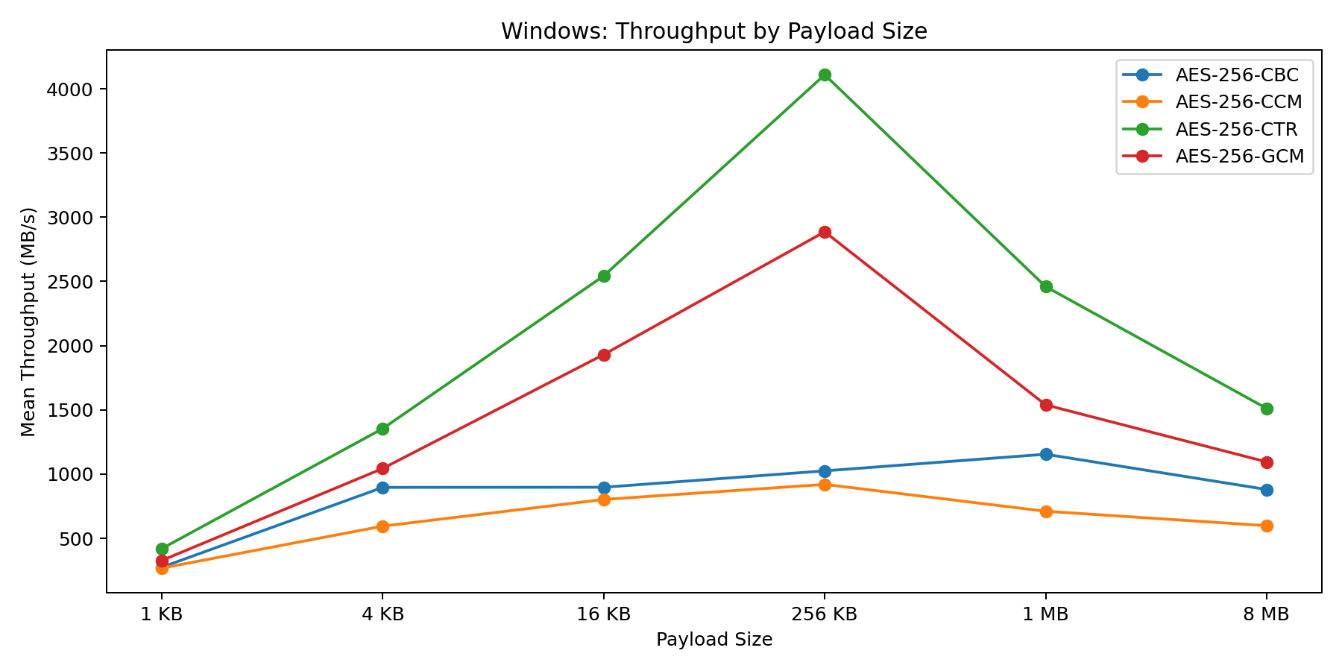 Windows: Throughput by Payload Size
AES-256-CBC
AES-256-CCM
AES-256-CTR
AES-256-GCM
Mean Throughput (MB/s)
4000
3500
3000
2500
2000
1500
1000
500
1 KB
4 KB
16 KB
256 KB
1 MB
8 MB
Payload Size